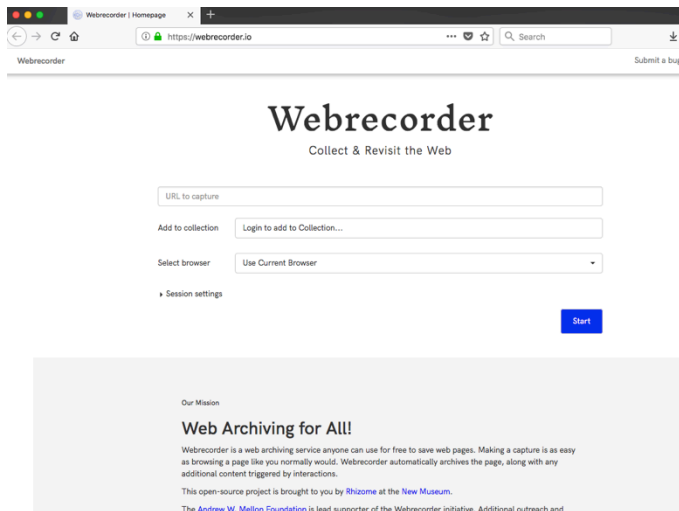 Webrecorder | Homepage
https://webrecorder.io
Search
Webrecorder
Submit a bug
Webrecorder
Collect & Revisit the Web
URL to capture
Add to collection
Login to add to Collection...
Select browser
Use Current Browser
Session settings
Start
Our Mission
Web Archiving for All!
Webrecorder is a web archiving service anyone can use for free to save web pages. Making a capture is as easy
as browsing a page like you normally would. Webrecorder automatically archives the page, along with any
additional content triggered by interactions.
This open-source project is brought to you by Rhizome at the New Museum.
The Andrew W. Mellon Foundation is lead supporter of the Webrecorder initiative. Additional outreach and